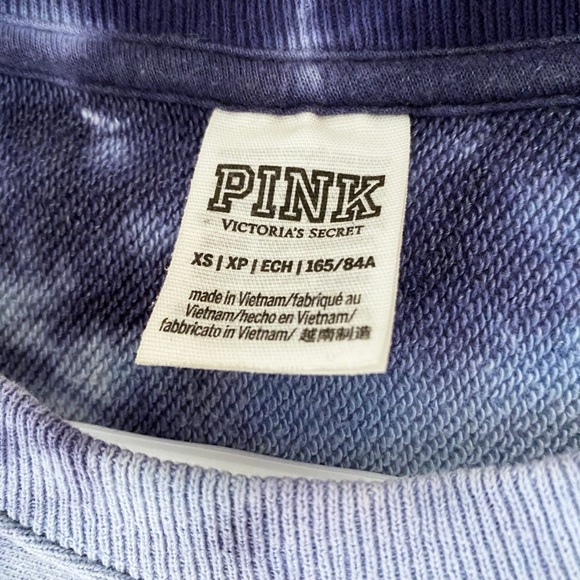 PINK
VICTORIA'S SECRET
XS | XP | ECH | 165/84A
made in Vietnam/fabriqué au
Vietnam/hecho en Vietnam/
fabbricato in Vietnam/ 越南制造